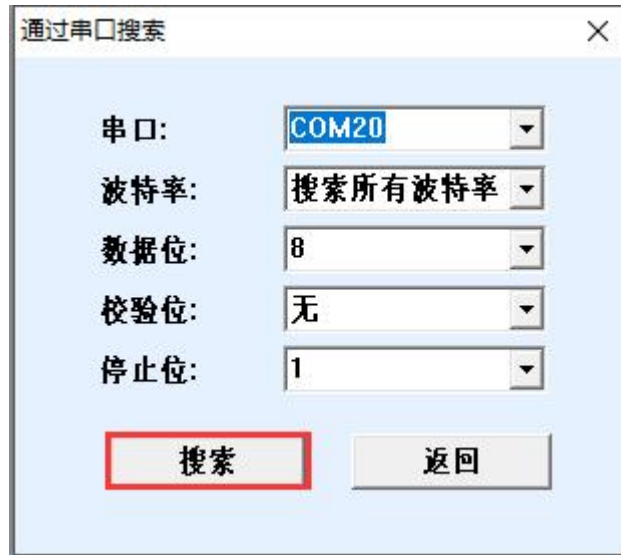 通过串口搜索
串口: COM20
波特率: 搜索所有波特率
数据位: 8
校验位: 无
停止位: 1
搜索 返回